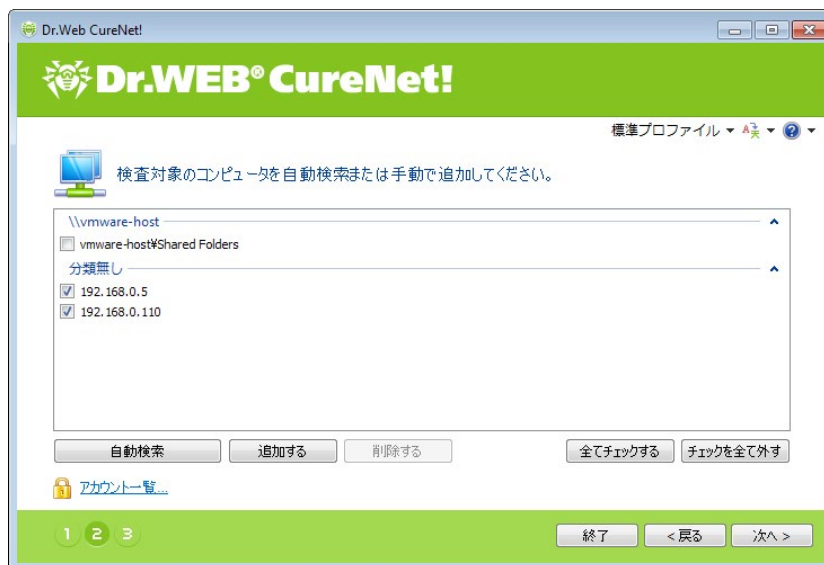 Dr.Web CureNet!
Dr.WEB® CureNet!
標準プロファイル
検査対象のコンピュータを自動検索または手動で追加してください。
\\vmware-host
vmware-host¥Shared Folders
分類無し
192.168.0.5
192.168.0.110
自動検索 追加する 削除する 全てチェックする チェックを全て外す
アカウント一覧...
1 2 3 終了 < 戻る 次へ >